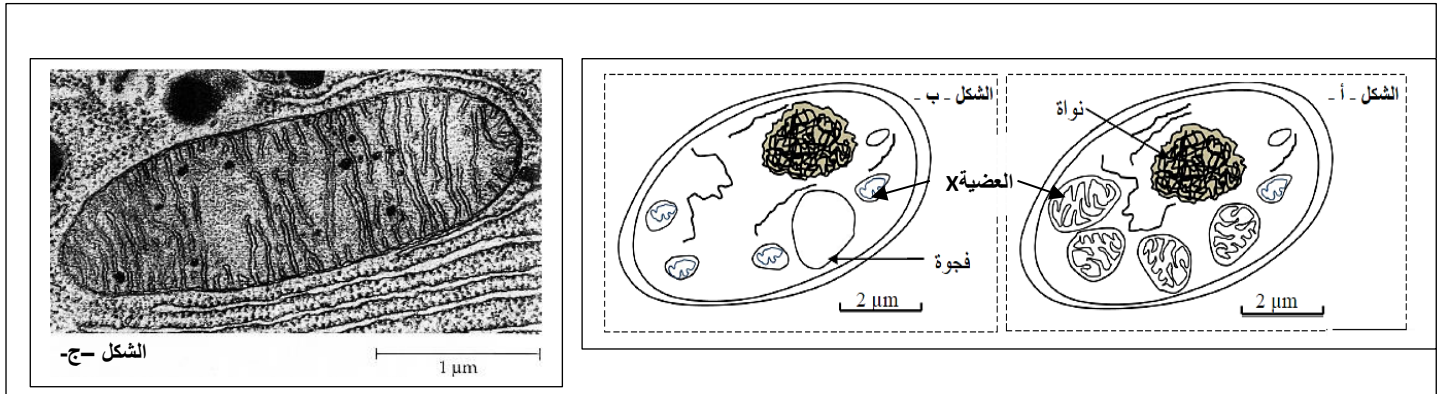 الشكل ـ أ ـ
نواة
2 µm
الشكل ـ ب ـ
العضيةX
فجوة
2 µm
الشكل –ج-
1 µm